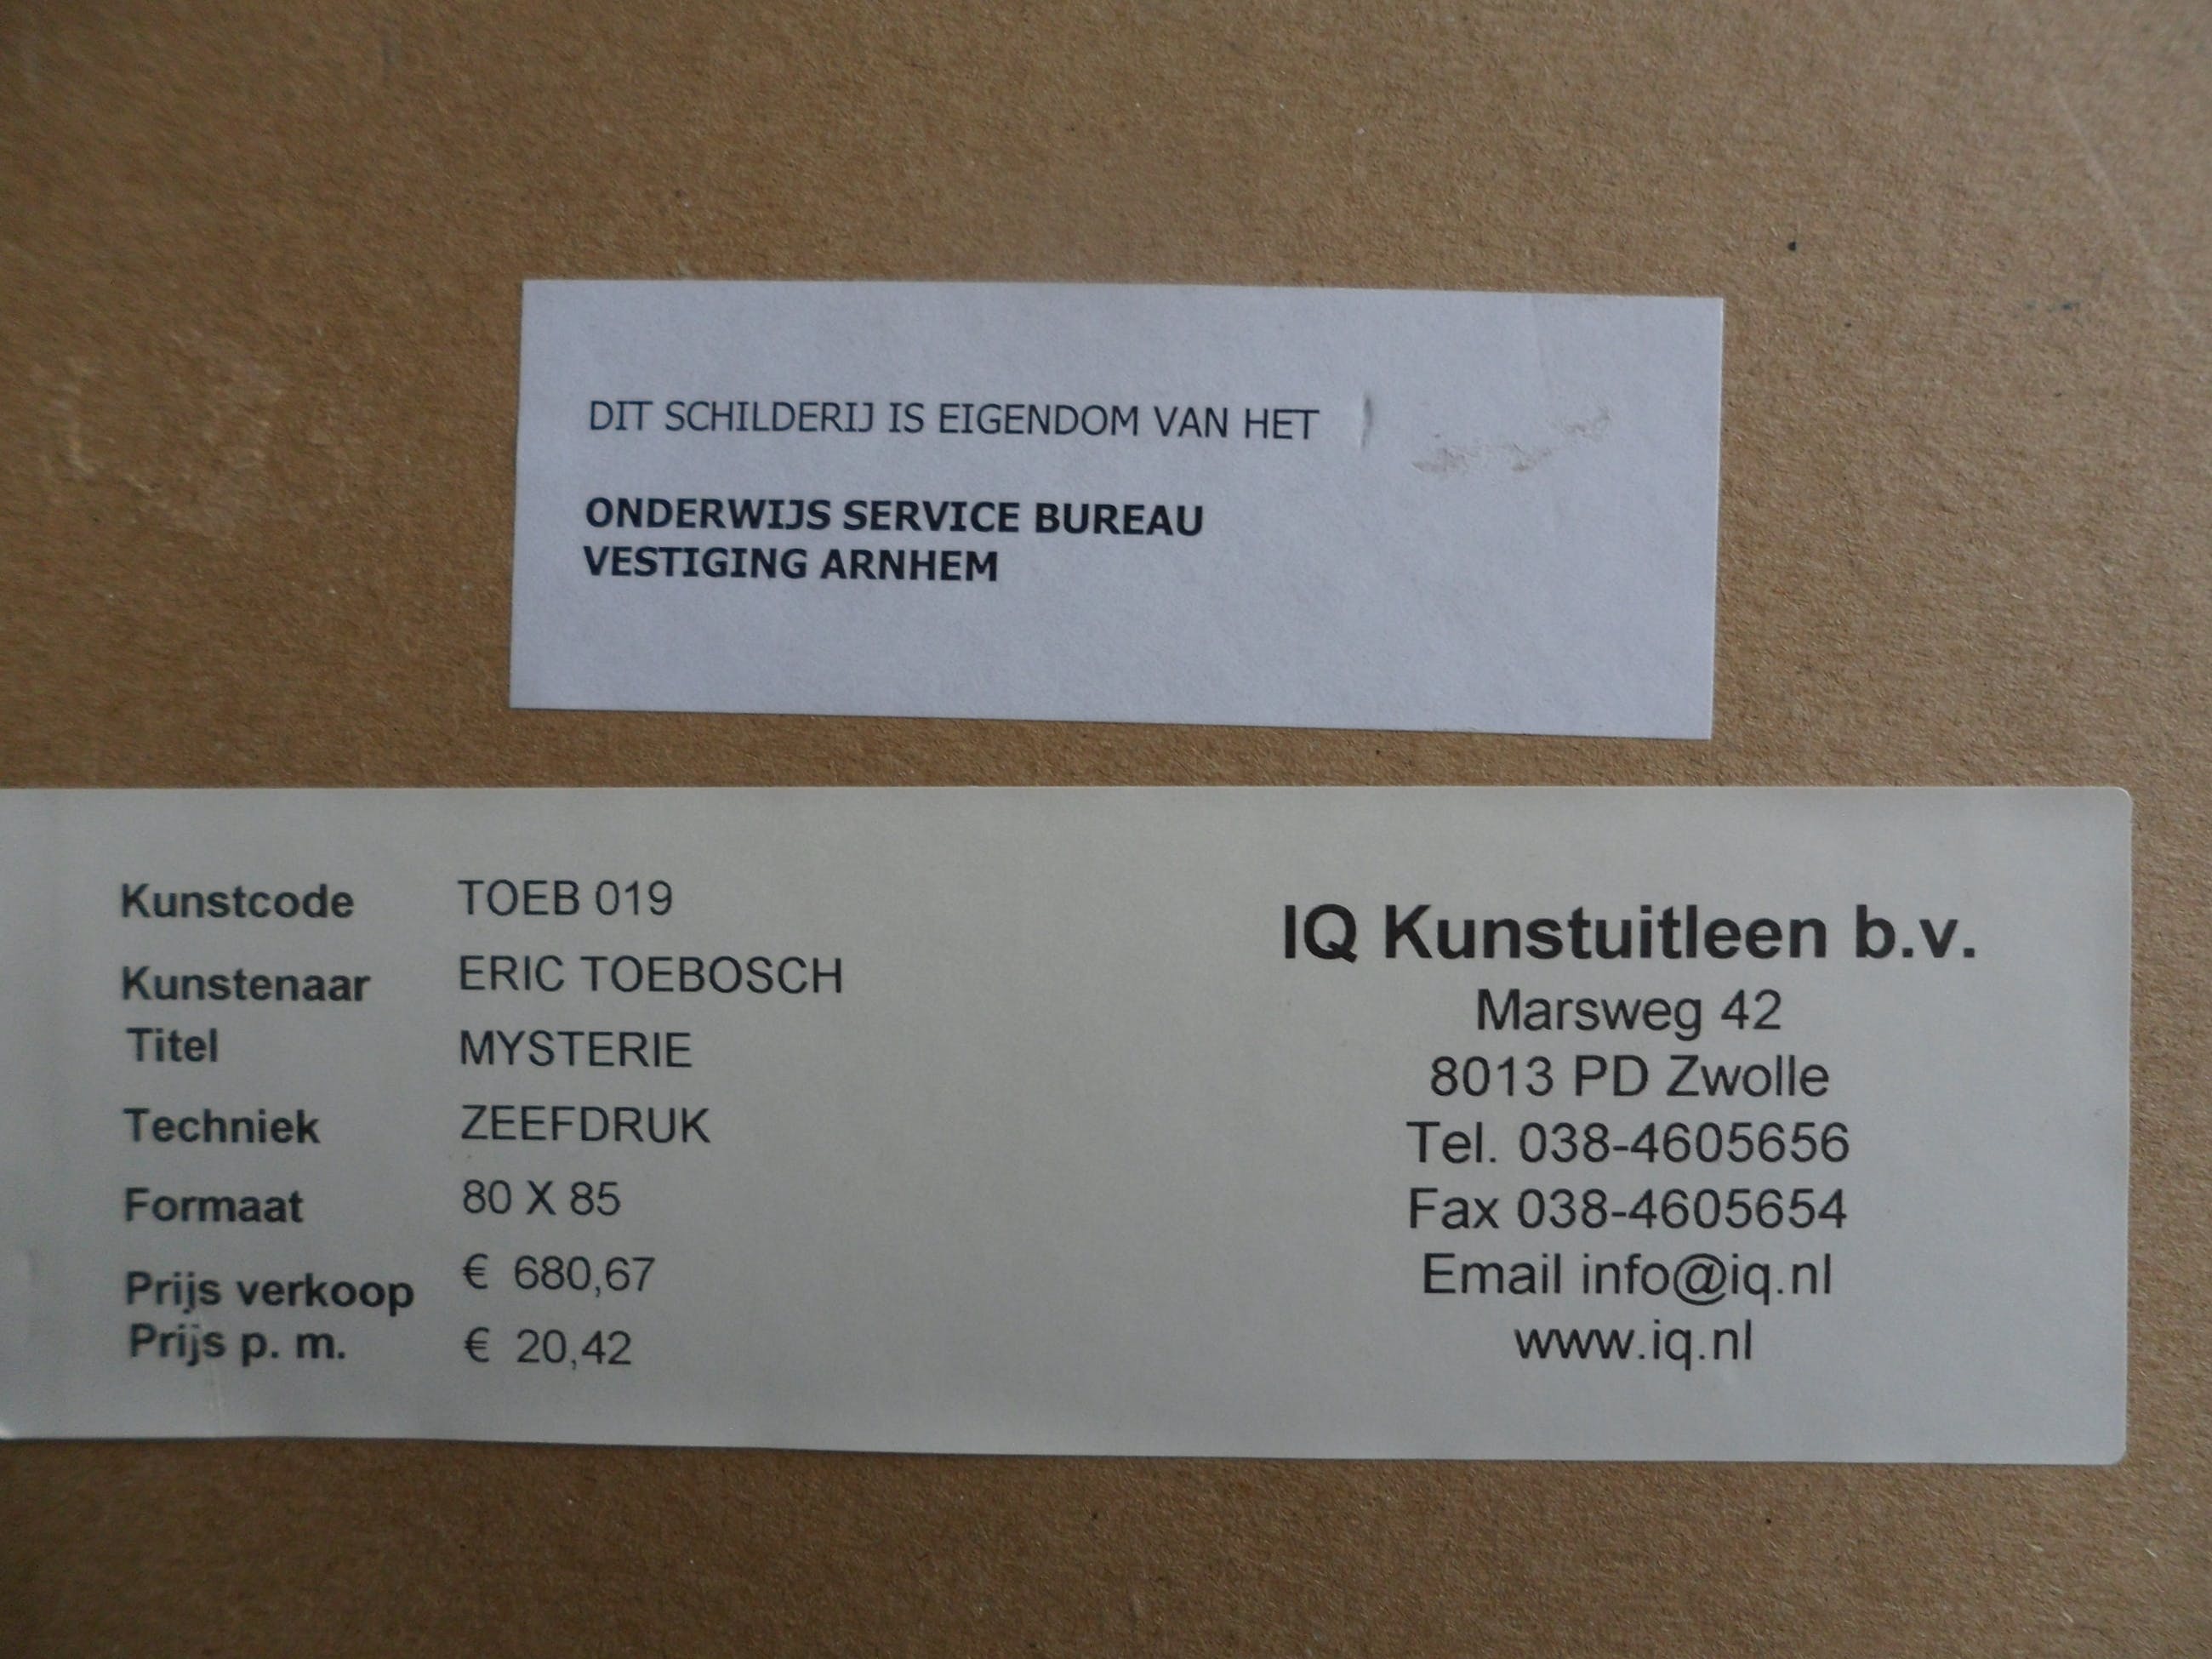 DIT SCHILDERIJ IS EIGENDOM VAN HET
ONDERWIJS SERVICE BUREAU
VESTIGING ARNHEM
Kunstcode TOEB 019
Kunstenaar ERIC TOEBOSCH
Titel MYSTERIE
Techniek ZEEFDRUK
Formaat 80 X 85
Prijs verkoop € 680,67
Prijs p. m. € 20,42
IQ Kunstuitleen b.v.
Marsweg 42
8013 PD Zwolle
Tel. 038-4605656
Fax 038-4605654
Email info@iq.nl
www.iq.nl